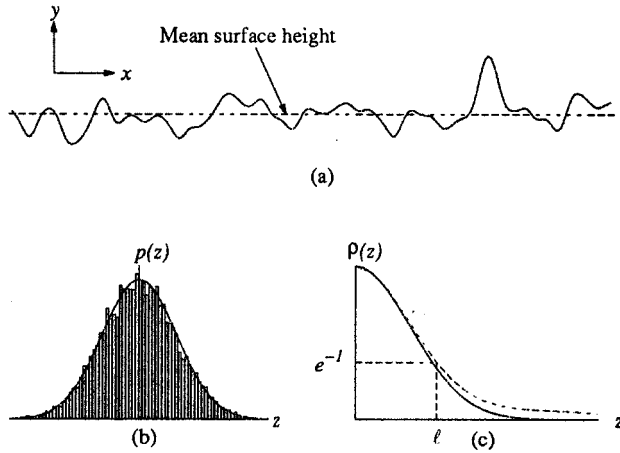 y
x
Mean surface height
(a)
p(z)
z
(b)
ρ(z)
e⁻¹
ℓ
z
(c)